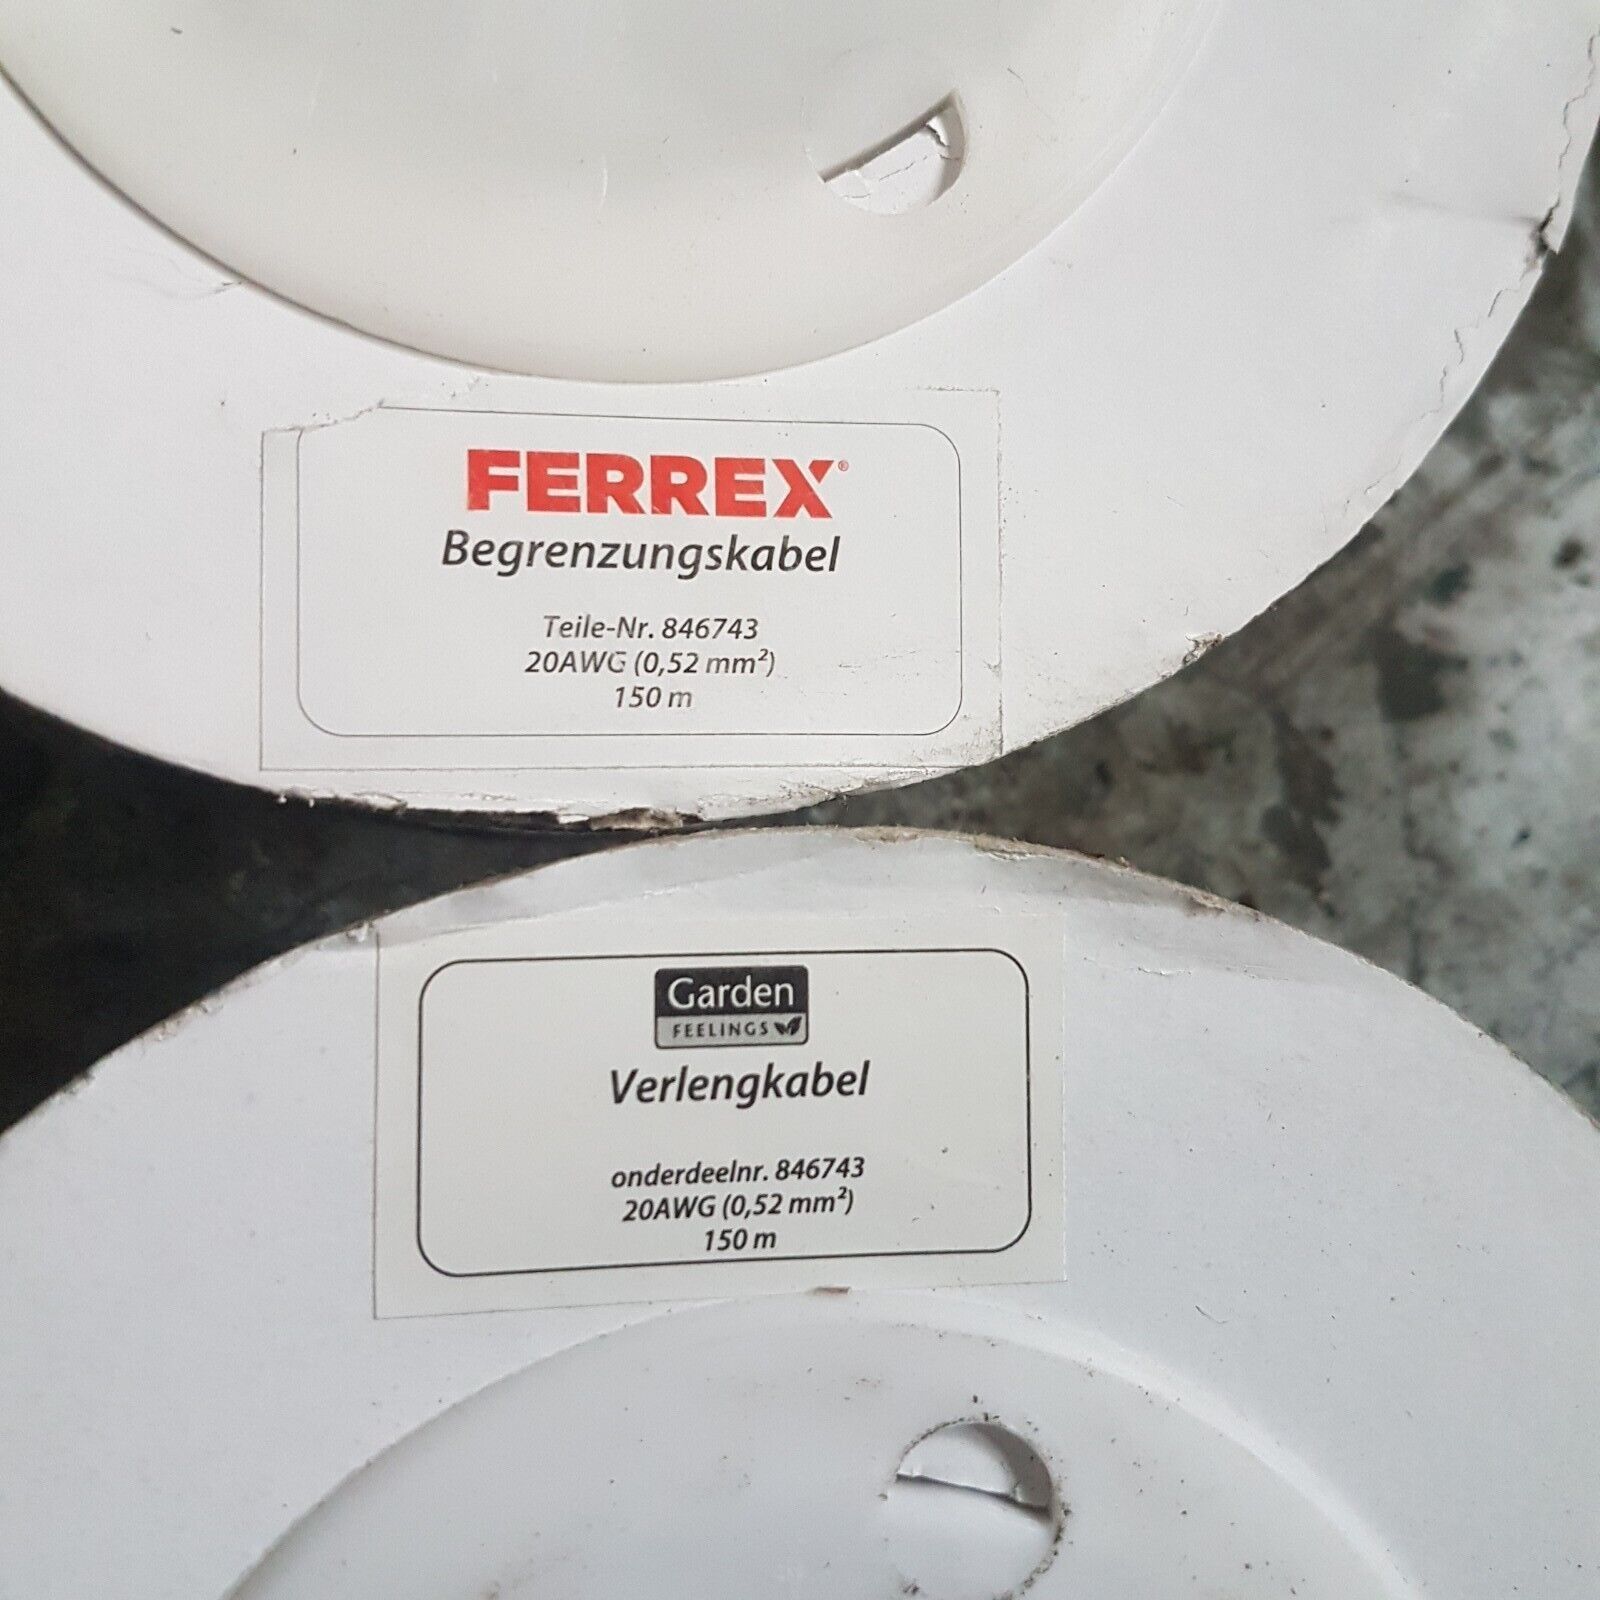 FERREX®
Begrenzungskabel
Teile-Nr. 846743
20AWG (0,52 mm²)
150 m
Garden
FEELINGS
Verlengkabel
onderdeelnr. 846743
20AWG (0,52 mm²)
150 m